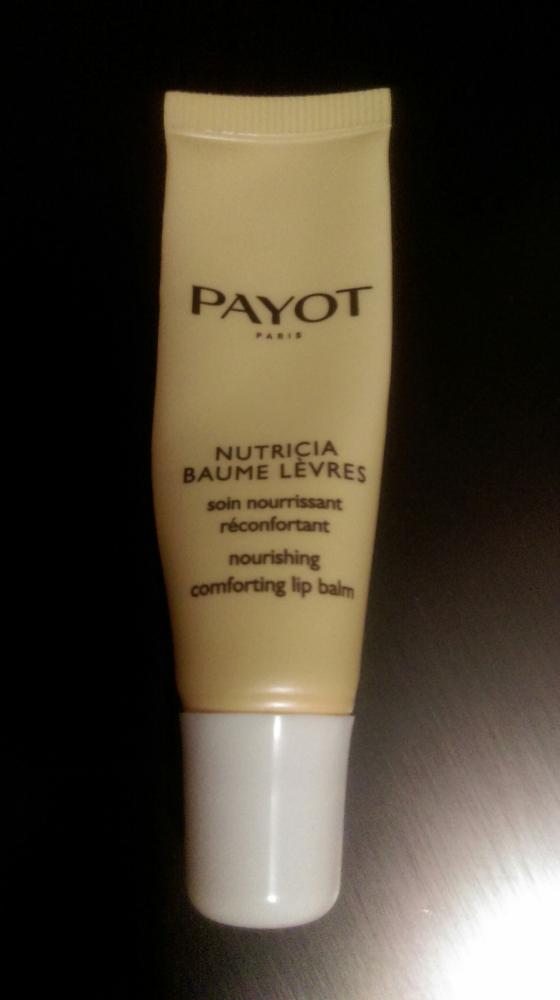 PAYOT
PARIS
NUTRICIA
BAUME LÈVRES
soin nourrissant
réconfortant
nourishing
comforting lip balm